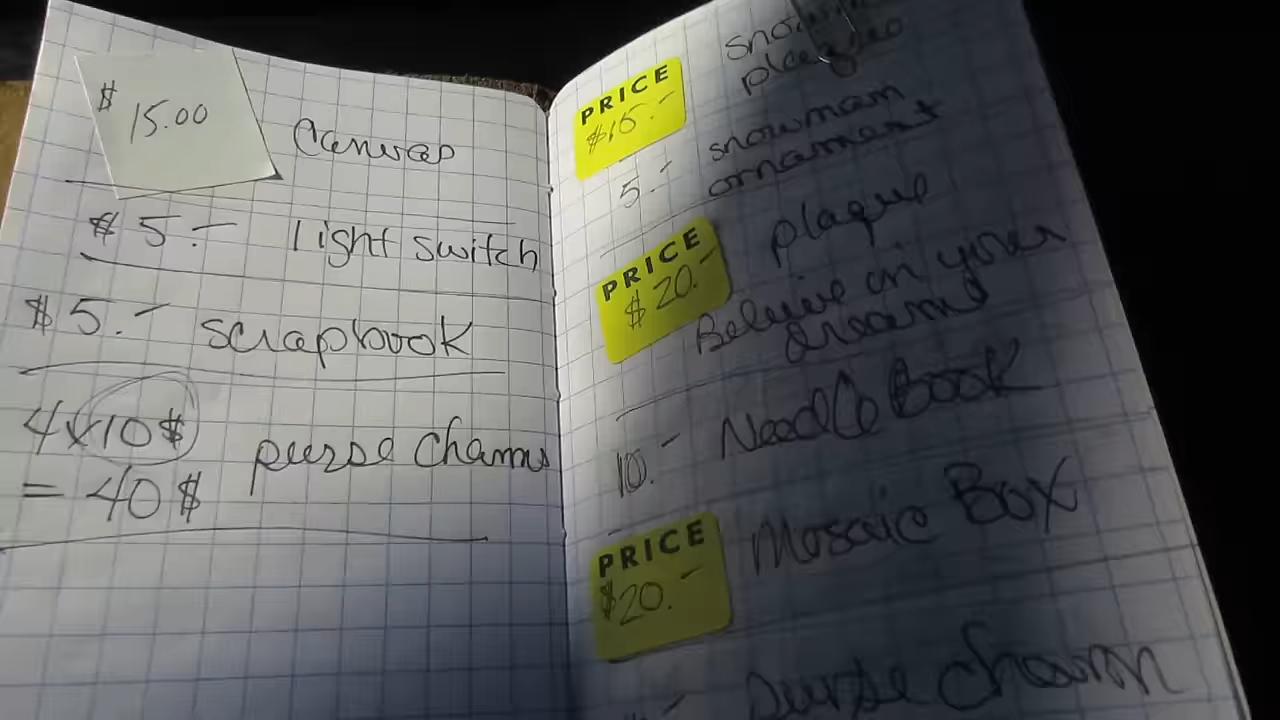 $ 15.00 Canvas
$ 5.- light switch
$ 5.- scrapbook
4x10$ purse charms
= 40$
PRICE
$15.-
5.- snowman
ornament
PRICE plaque
$ 20.-
Believe in your
dreams
10.- Needle Book
PRICE Mosaic Box
$20.-
purse charm